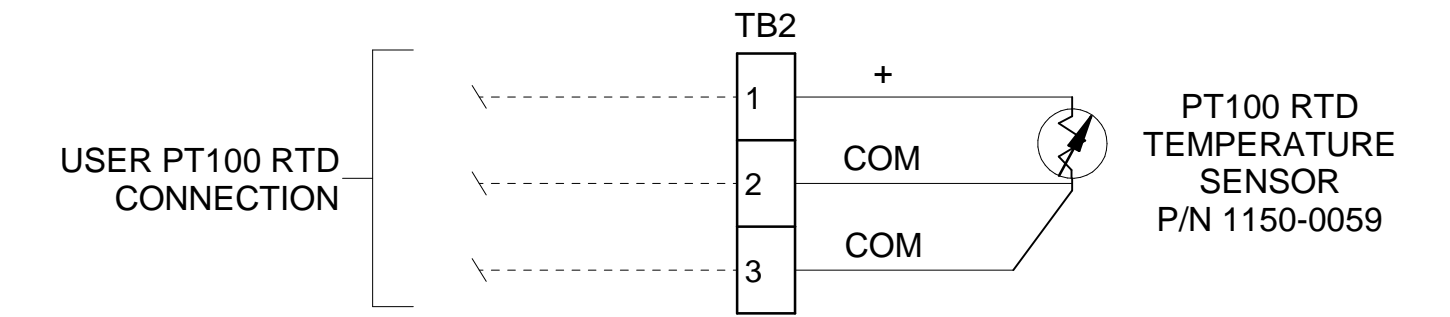 TB2
USER PT100 RTD
CONNECTION
1
+
2
COM
3
COM
PT100 RTD
TEMPERATURE
SENSOR
P/N 1150-0059